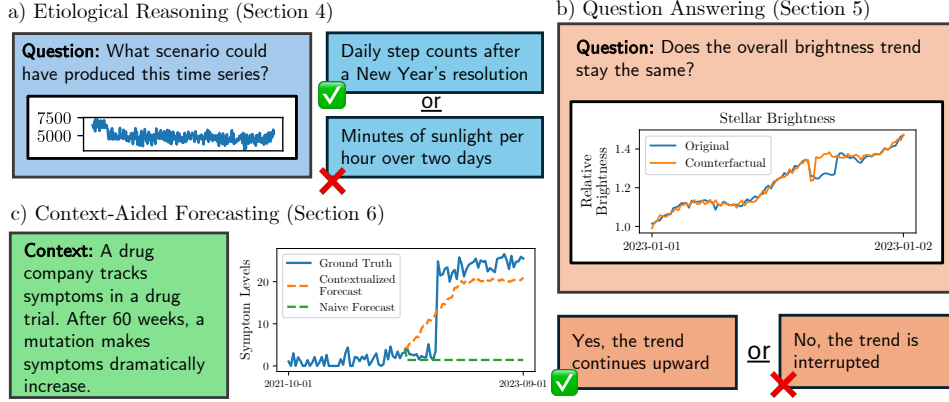 a) Etiological Reasoning (Section 4)
Question: What scenario could
have produced this time series?
7500
5000
Daily step counts after
a New Year's resolution
or
Minutes of sunlight per
hour over two days
b) Question Answering (Section 5)
Question: Does the overall brightness trend
stay the same?
Stellar Brightness
Relative
Brightness
1.4
1.2
1.0
Original
Counterfactual
2023-01-01
2023-01-02
Yes, the trend
continues upward
or
No, the trend is
interrupted
c) Context-Aided Forecasting (Section 6)
Context: A drug
company tracks
symptoms in a drug
trial. After 60 weeks, a
mutation makes
symptoms dramatically
increase.
Symptom Levels
20
10
0
Ground Truth
Contextualized
Forecast
Naive Forecast
2021-10-01
2023-09-01